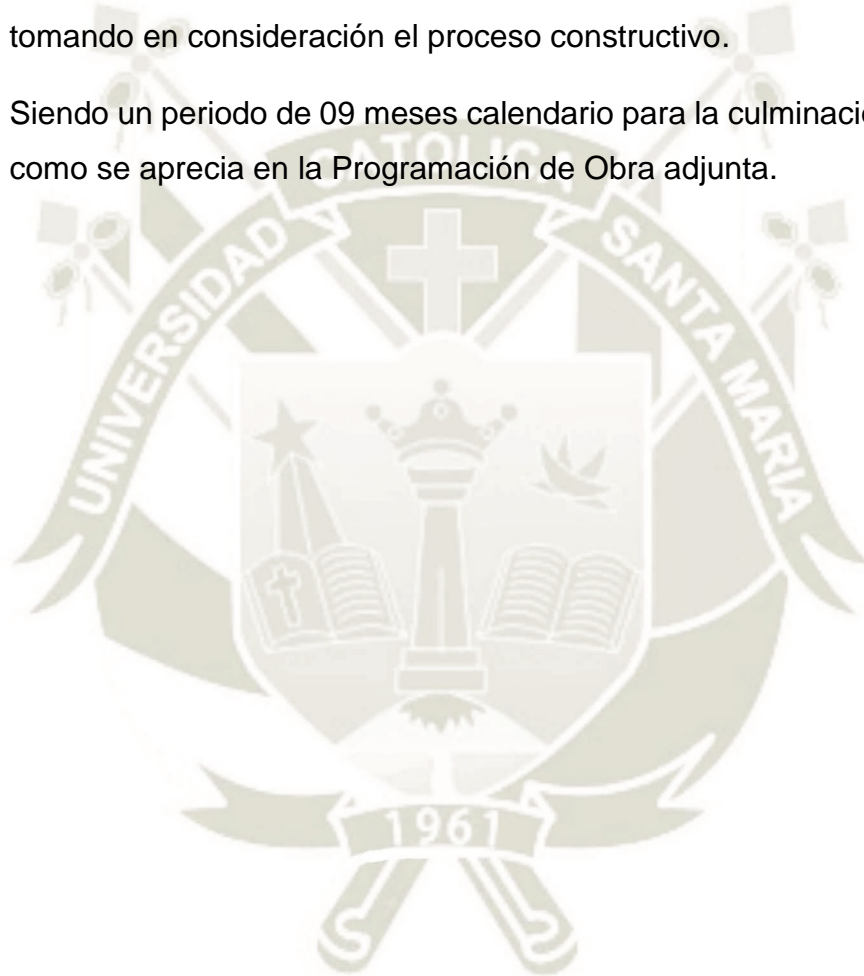 tomando en consideración el proceso constructivo.
Siendo un periodo de 09 meses calendario para la
como se aprecia en la Programación de Obra adjunta.
UNIVERSIDAD CATOLICA SANTA MARIA
1961